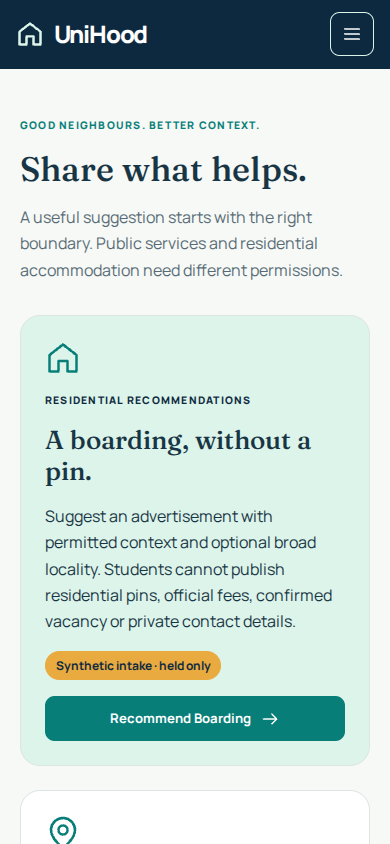 UniHood
GOOD NEIGHBOURS. BETTER CONTEXT.
Share what helps.
A useful suggestion starts with the right
boundary. Public services and residential
accommodation need different permissions.
RESIDENTIAL RECOMMENDATIONS
A boarding, without a
pin.
Suggest an advertisement with
permitted context and optional broad
locality. Students cannot publish
residential pins, official fees, confirmed
vacancy or private contact details.
Synthetic intake · held only
Recommend Boarding